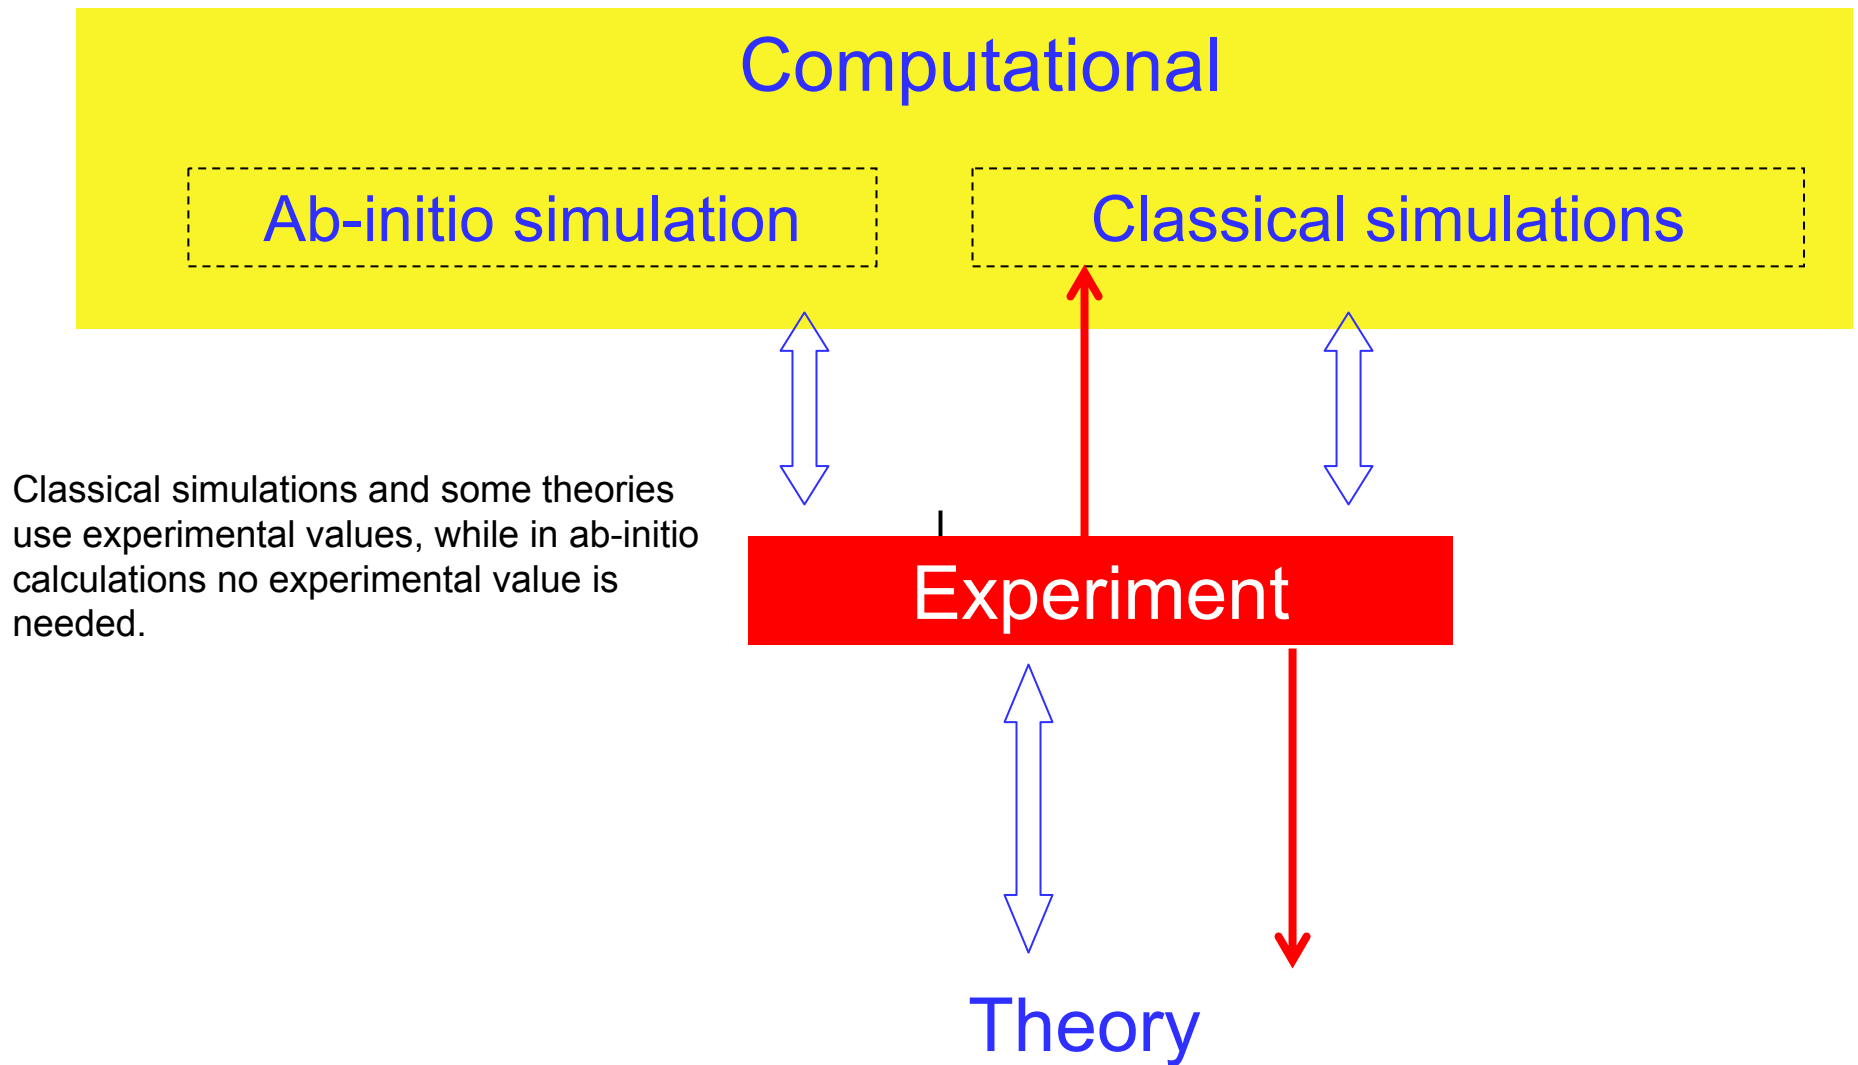 Computational
Ab-initio simulation
Classical simulations
Classical simulations and some theories
use experimental values, while in ab-initio
calculations no experimental value is
needed.
Experiment
Theory